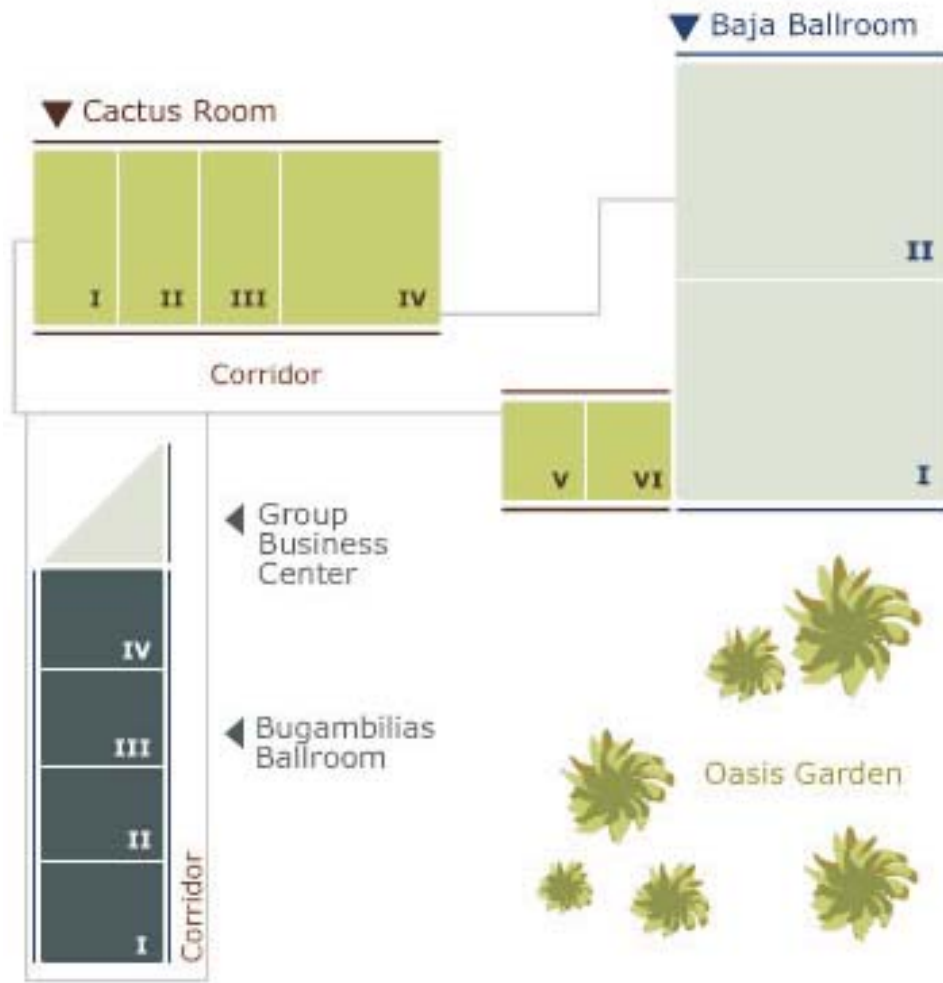 Baja Ballroom
Cactus Room
II
I II III IV
Corridor
V VI
I
Group
Business
Center
IV
Bugambilias
Ballroom
III
Oasis Garden
II
Corridor
I